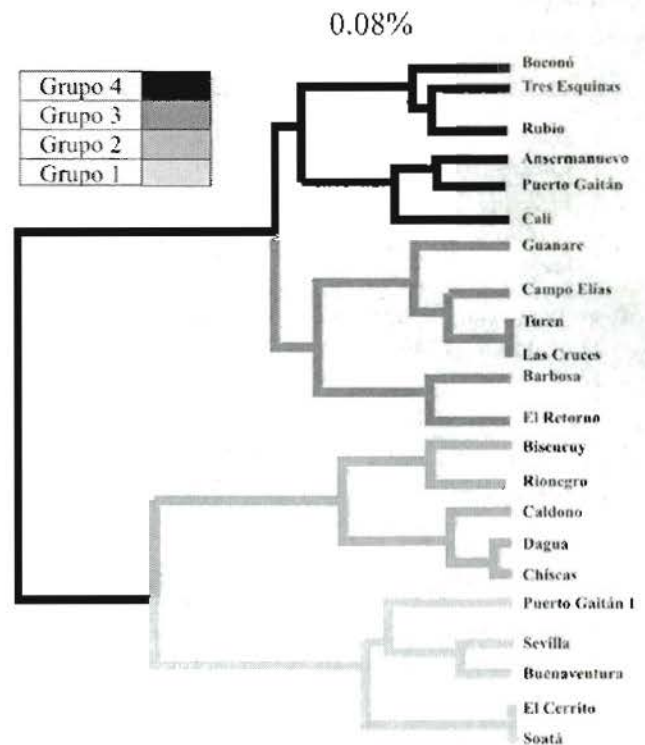 0.08%
Grupo 4
Grupo 3
Grupo 2
Grupo 1
Boconó
Tres Esquinas
Rubio
Ansermanuevo
Puerto Gaitán
Cali
Guanare
Campo Elías
Turen
Las Cruces
Barbosa
El Retorno
Biscucuy
Rionegro
Caldono
Dagua
Chíscas
Puerto Gaitán 1
Sevilla
Buenaventura
El Cerrito
Soatá